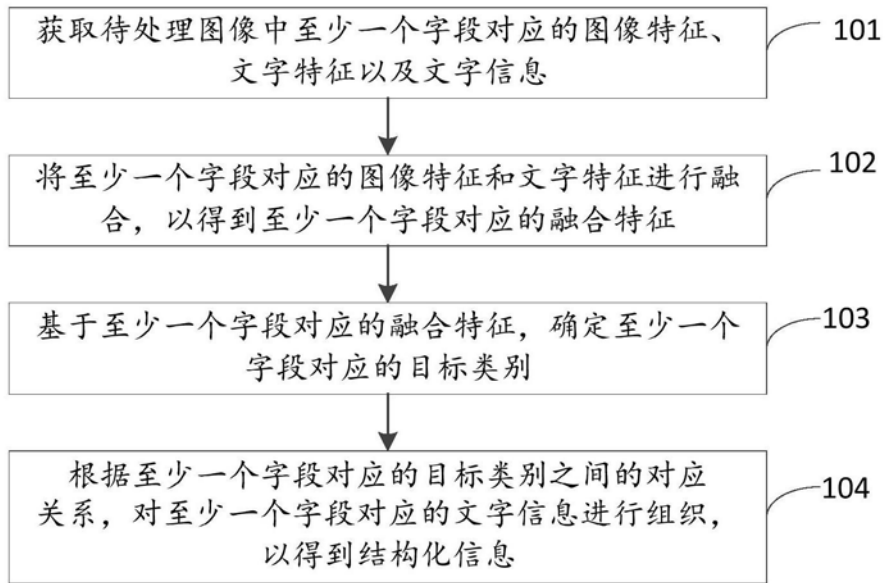 获取待处理图像中至少一个字段对应的图像特征、
文字特征以及文字信息
101
将至少一个字段对应的图像特征和文字特征进行融
合，以得到至少一个字段对应的融合特征
102
基于至少一个字段对应的融合特征，确定至少一个
字段对应的目标类别
103
根据至少一个字段对应的目标类别之间的对应
关系，对至少一个字段对应的文字信息进行组织，
以得到结构化信息
104